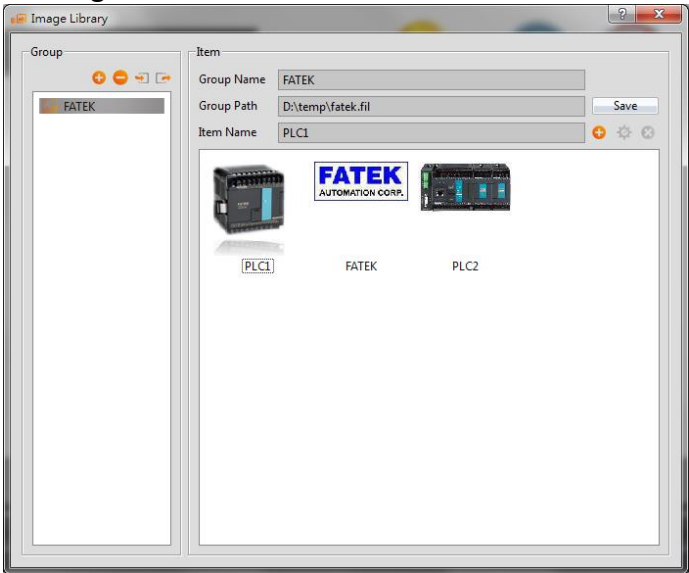 Image Library
Group
FATEK
Item
Group Name FATEK
Group Path D:\temp\fatek.fil Save
Item Name PLC1
FATEK
AUTOMATION CORP.
PLC1 FATEK PLC2